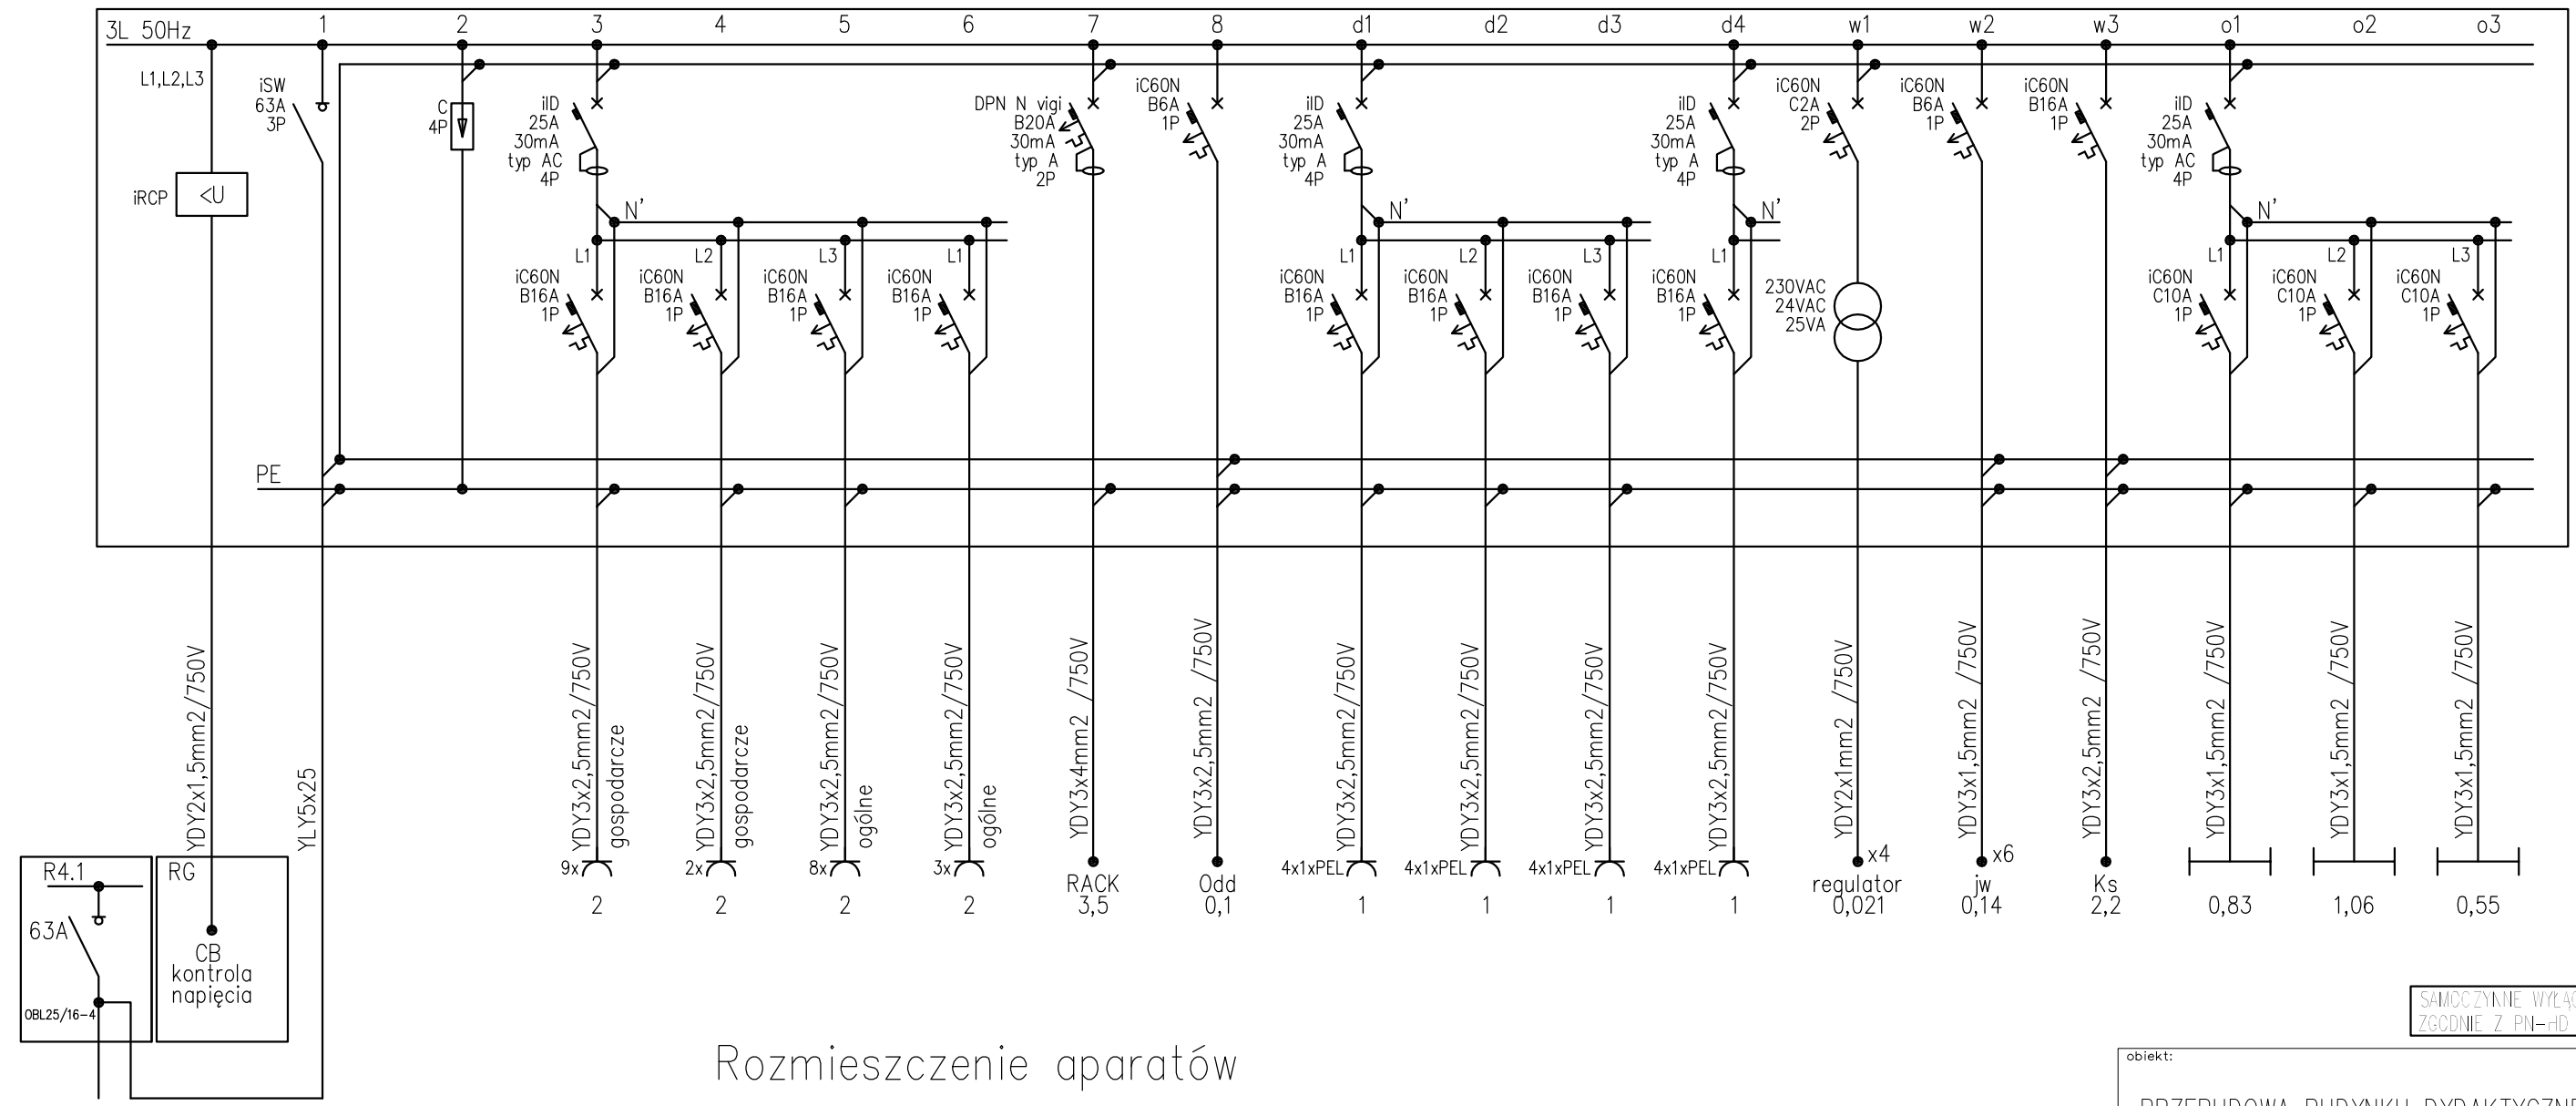 3L 50Hz
1
2
3
4
5
6
7
8
d1
d2
d3
d4
w1
w2
w3
o1
o2
o3
L1,L2,L3
iRCP
<U
iSW
63A
3P
C
4P
iID
25A
30mA
typ AC
4P
DPN N vigi
B20A
30mA
typ A
2P
iC60N
B6A
1P
iID
25A
30mA
typ A
4P
iID
25A
30mA
typ A
4P
iC60N
C2A
2P
iC60N
B6A
1P
iC60N
B16A
1P
iID
25A
30mA
typ AC
4P
N'
N'
N'
N'
L1
L2
L3
L1
L1
L2
L3
L1
L1
L2
L3
iC60N
B16A
1P
iC60N
B16A
1P
iC60N
B16A
1P
iC60N
B16A
1P
iC60N
B16A
1P
iC60N
B16A
1P
iC60N
B16A
1P
iC60N
B16A
1P
230VAC
24VAC
25VA
iC60N
C10A
1P
iC60N
C10A
1P
iC60N
C10A
1P
PE
YDY2x1,5mm2/750V
YLY5x25
YDY3x2,5mm2/750V
gospodarcze
YDY3x2,5mm2/750V
gospodarcze
YDY3x2,5mm2/750V
ogólne
YDY3x2,5mm2/750V
ogólne
YDY3x4mm2 /750V
YDY3x2,5mm2 /750V
YDY3x2,5mm2/750V
YDY3x2,5mm2/750V
YDY3x2,5mm2/750V
YDY3x2,5mm2/750V
YDY2x1mm2 /750V
YDY3x1,5mm2 /750V
YDY3x2,5mm2 /750V
YDY3x1,5mm2 /750V
YDY3x1,5mm2 /750V
YDY3x1,5mm2 /750V
9x
2x
8x
3x
4x1xPEL
4x1xPEL
4x1xPEL
4x1xPEL
x4
x6
RACK
Odd
regulator
jw
Ks
2
2
2
2
3,5
0,1
1
1
1
1
0,021
0,14
2,2
0,83
1,06
0,55
R4.1
63A
OBL25/16-4
RG
CB
kontrola
napięcia
Rozmieszczenie aparatów
SAMOCZYNNE WYŁĄC
ZGODNIE Z PN-HD
obiekt:
PRZEBUDOWA BUDYNKU DYDAKTYCZNE